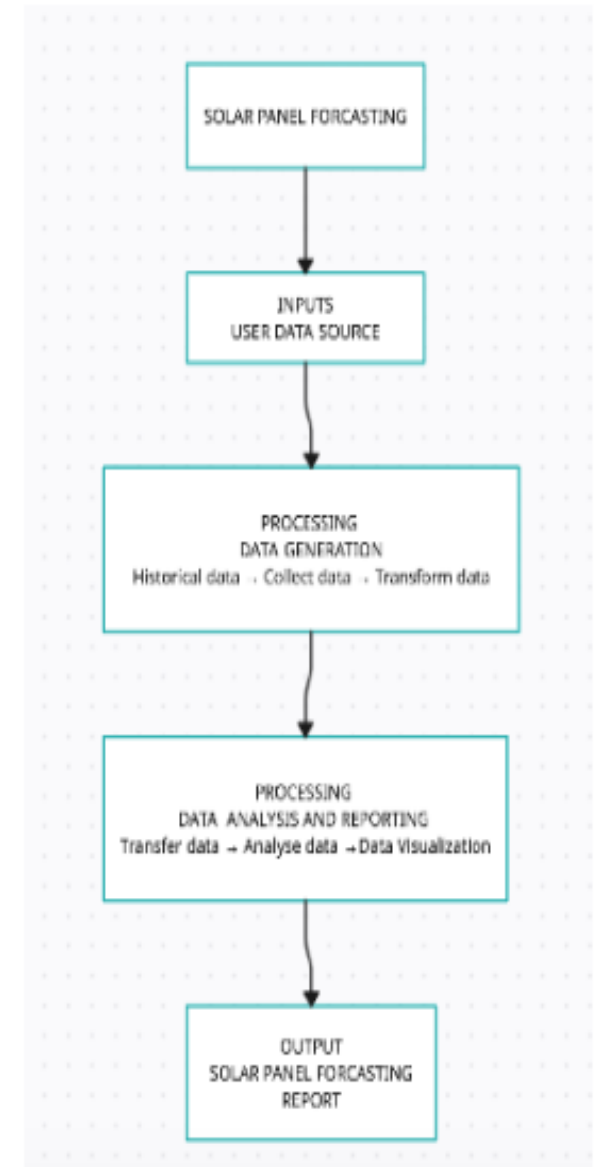 SOLAR PANEL FORCASTING
INPUTS
USER DATA SOURCE
PROCESSING
DATA GENERATION
Historical data → Collect data → Transform data
PROCESSING
DATA ANALYSIS AND REPORTING
Transfer data → Analyse data →Data Visualization
OUTPUT
SOLAR PANEL FORCASTING
REPORT